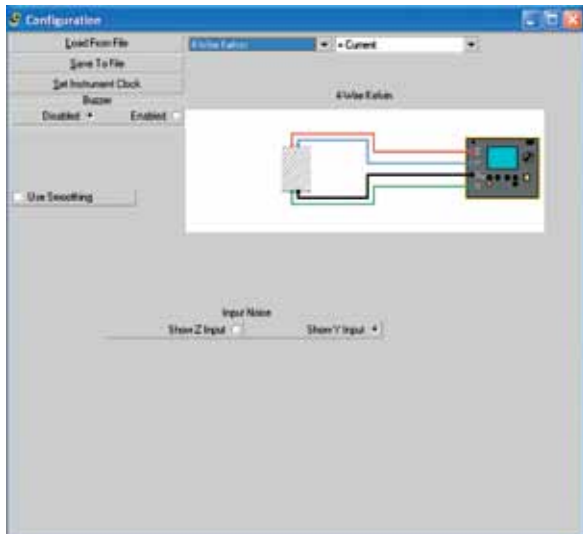 Configuration
Load From File
4-Wire Kelvin
+ Current
Save To File
Set Instrument Clock
Buzzer
Disabled
Enabled
4-Wire Kelvin
Use Smoothing
Input Noise
Show Z Input
Show Y Input